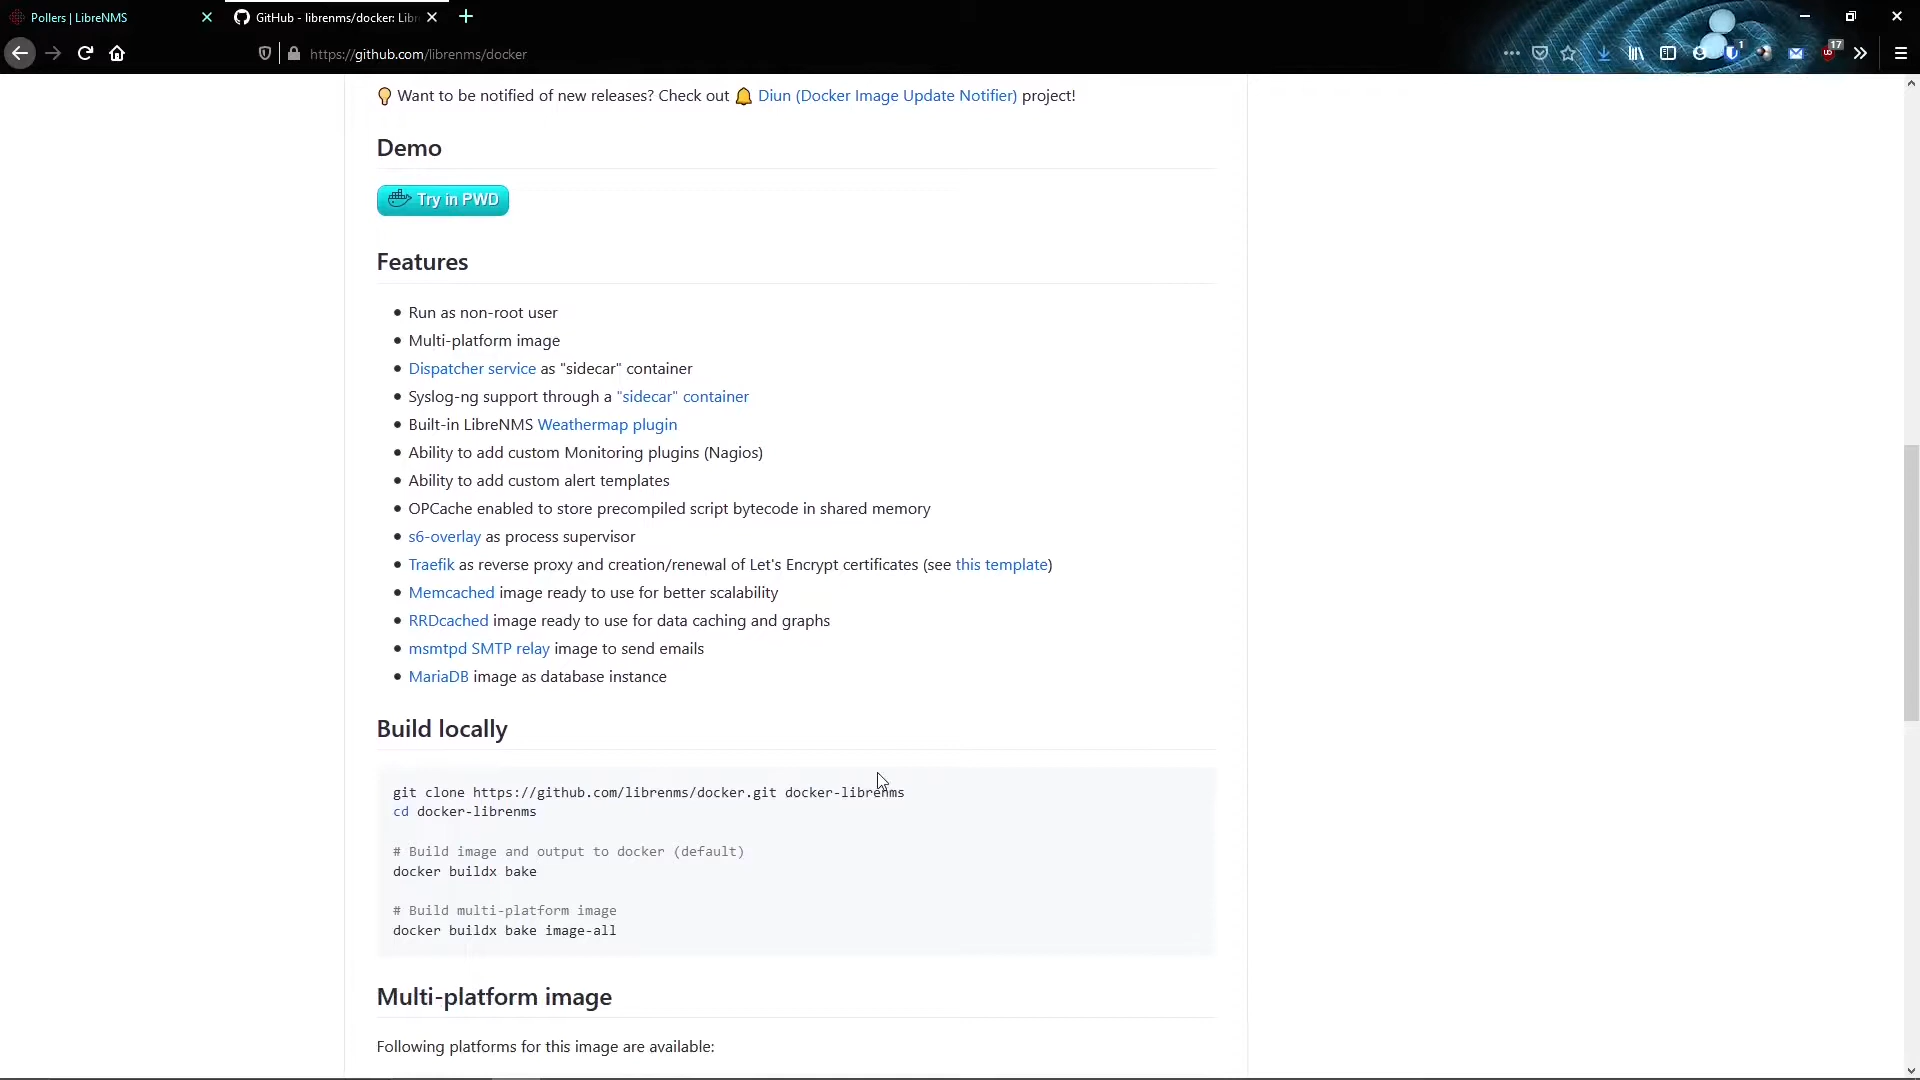 Pollers | LibreNMS
GitHub - librenms/docker: Libr
https://github.com/librenms/docker
1
17
Want to be notified of new releases? Check out Diun (Docker Image Update Notifier) project!
Demo
Try in PWD
Features
Run as non-root user
Multi-platform image
Dispatcher service as "sidecar" container
Syslog-ng support through a "sidecar" container
Built-in LibreNMS Weathermap plugin
Ability to add custom Monitoring plugins (Nagios)
Ability to add custom alert templates
OPCache enabled to store precompiled script bytecode in shared memory
s6-overlay as process supervisor
Traefik as reverse proxy and creation/renewal of Let's Encrypt certificates (see this template)
Memcached image ready to use for better scalability
RRDcached image ready to use for data caching and graphs
msmtpd SMTP relay image to send emails
MariaDB image as database instance
Build locally
git clone https://github.com/librenms/docker.git docker-librenms
cd docker-librenms
# Build image and output to docker (default)
docker buildx bake
# Build multi-platform image
docker buildx bake image-all
Multi-platform image
Following platforms for this image are available: